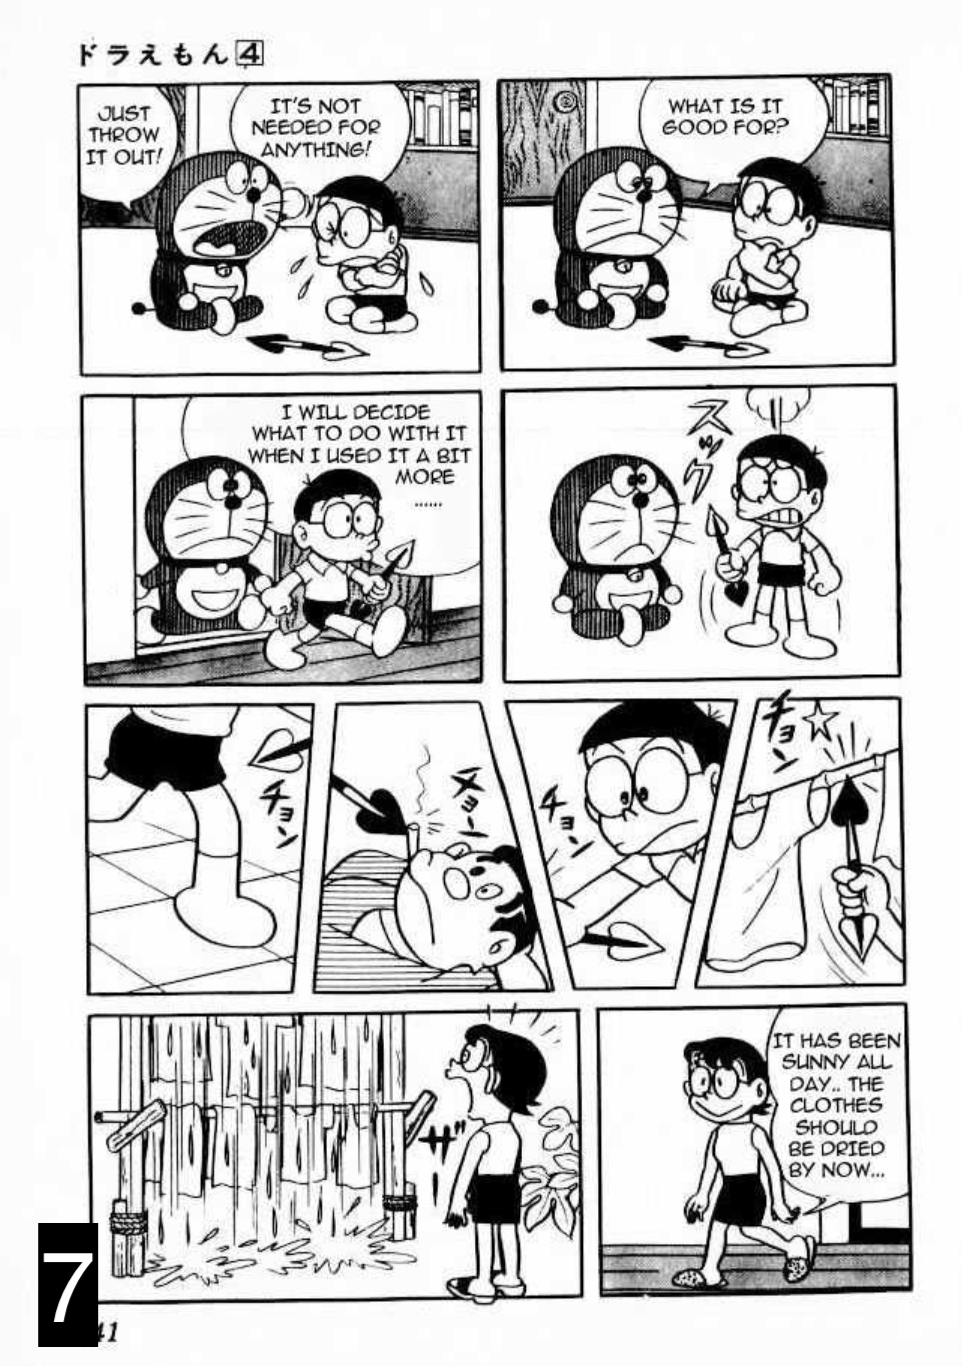 ドラえもん4
WHAT IS IT
GOOD FOR?
IT'S NOT
NEEDED FOR
ANYTHING!
JUST
THROW
IT OUT!
スック
I WILL DECIDE
WHAT TO DO WITH IT
WHEN I USED IT A BIT
MORE
......
チョン
チョン
チョン
チョン
IT HAS BEEN
SUNNY ALL
DAY.. THE
CLOTHES
SHOULD
BE DRIED
BY NOW...
ザー
7
41